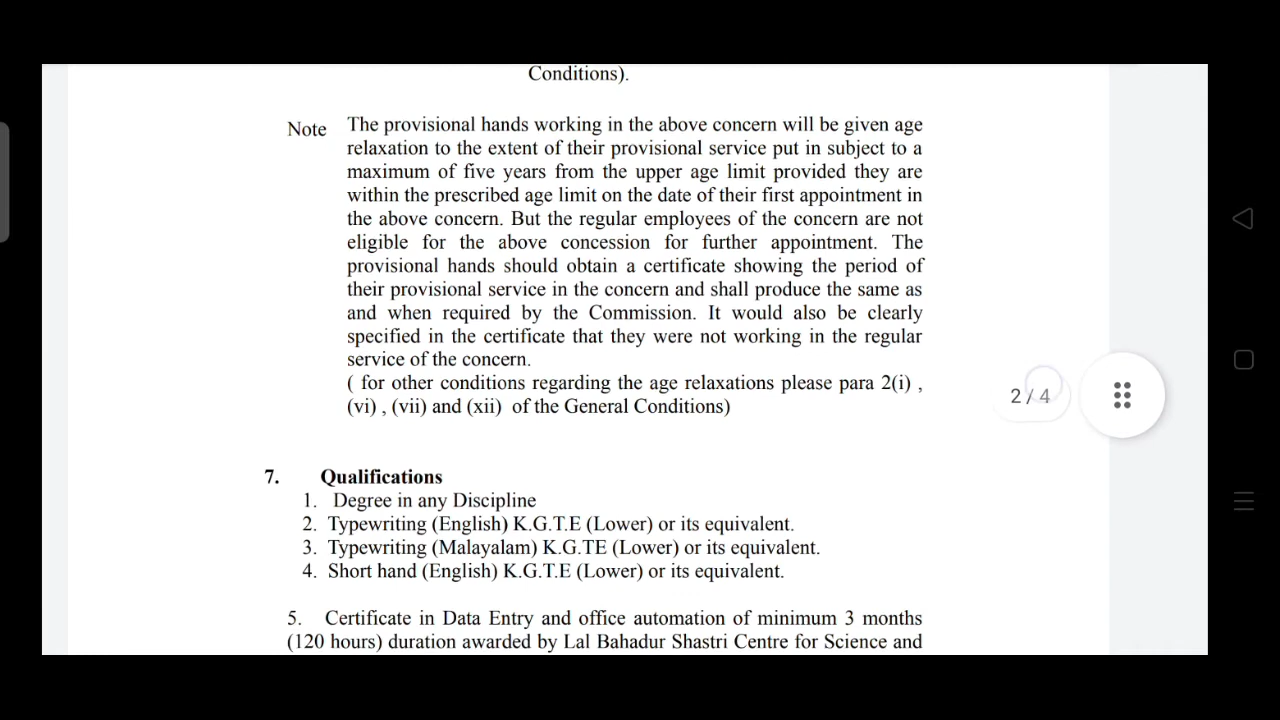 Conditions).
Note The provisional hands working in the above concern will be given age
relaxation to the extent of their provisional service put in subject to a
maximum of five years from the upper age limit provided they are
within the prescribed age limit on the date of their first appointment in
the above concern. But the regular employees of the concern are not
eligible for the above concession for further appointment. The
provisional hands should obtain a certificate showing the period of
their provisional service in the concern and shall produce the same as
and when required by the Commission. It would also be clearly
specified in the certificate that they were not working in the regular
service of the concern.
( for other conditions regarding the age relaxations please para 2(i) ,
(vi) , (vii) and (xii) of the General Conditions)
2 / 4
7. Qualifications
1. Degree in any Discipline
2. Typewriting (English) K.G.T.E (Lower) or its equivalent.
3. Typewriting (Malayalam) K.G.TE (Lower) or its equivalent.
4. Short hand (English) K.G.T.E (Lower) or its equivalent.
5. Certificate in Data Entry and office automation of minimum 3 months
(120 hours) duration awarded by Lal Bahadur Shastri Centre for Science and